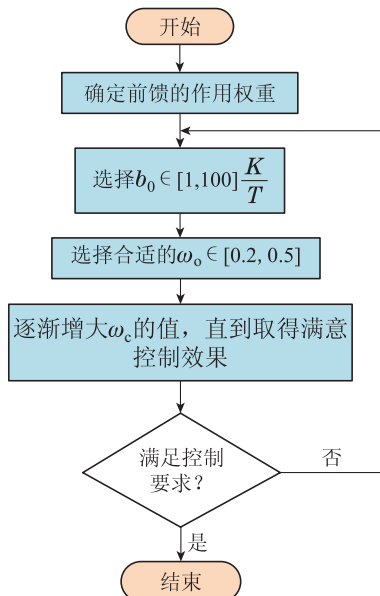 开始
确定前馈的作用权重
选择b₀∈[1,100]K/T
选择合适的ωₒ∈[0.2, 0.5]
逐渐增大ω_c的值，直到取得满意
控制效果
满足控制
要求？
否
是
结束